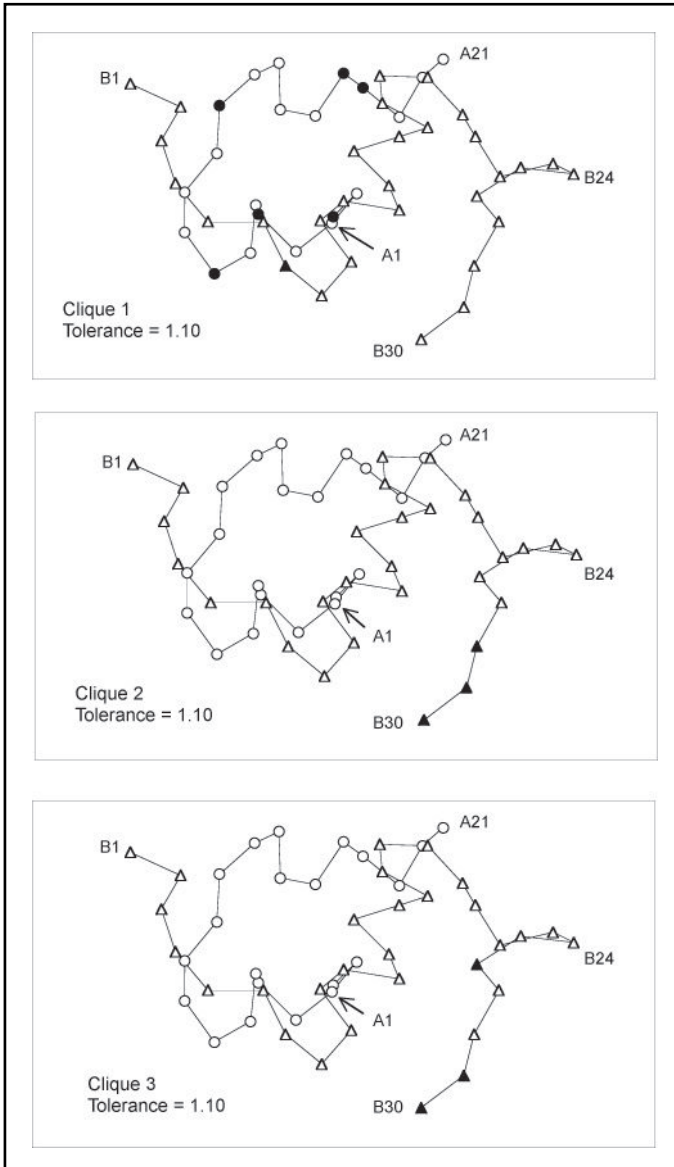 A21
B1
B24
A1
Clique 1
Tolerance = 1.10
B30
A21
B1
B24
A1
Clique 2
Tolerance = 1.10
B30
A21
B1
B24
A1
Clique 3
Tolerance = 1.10
B30